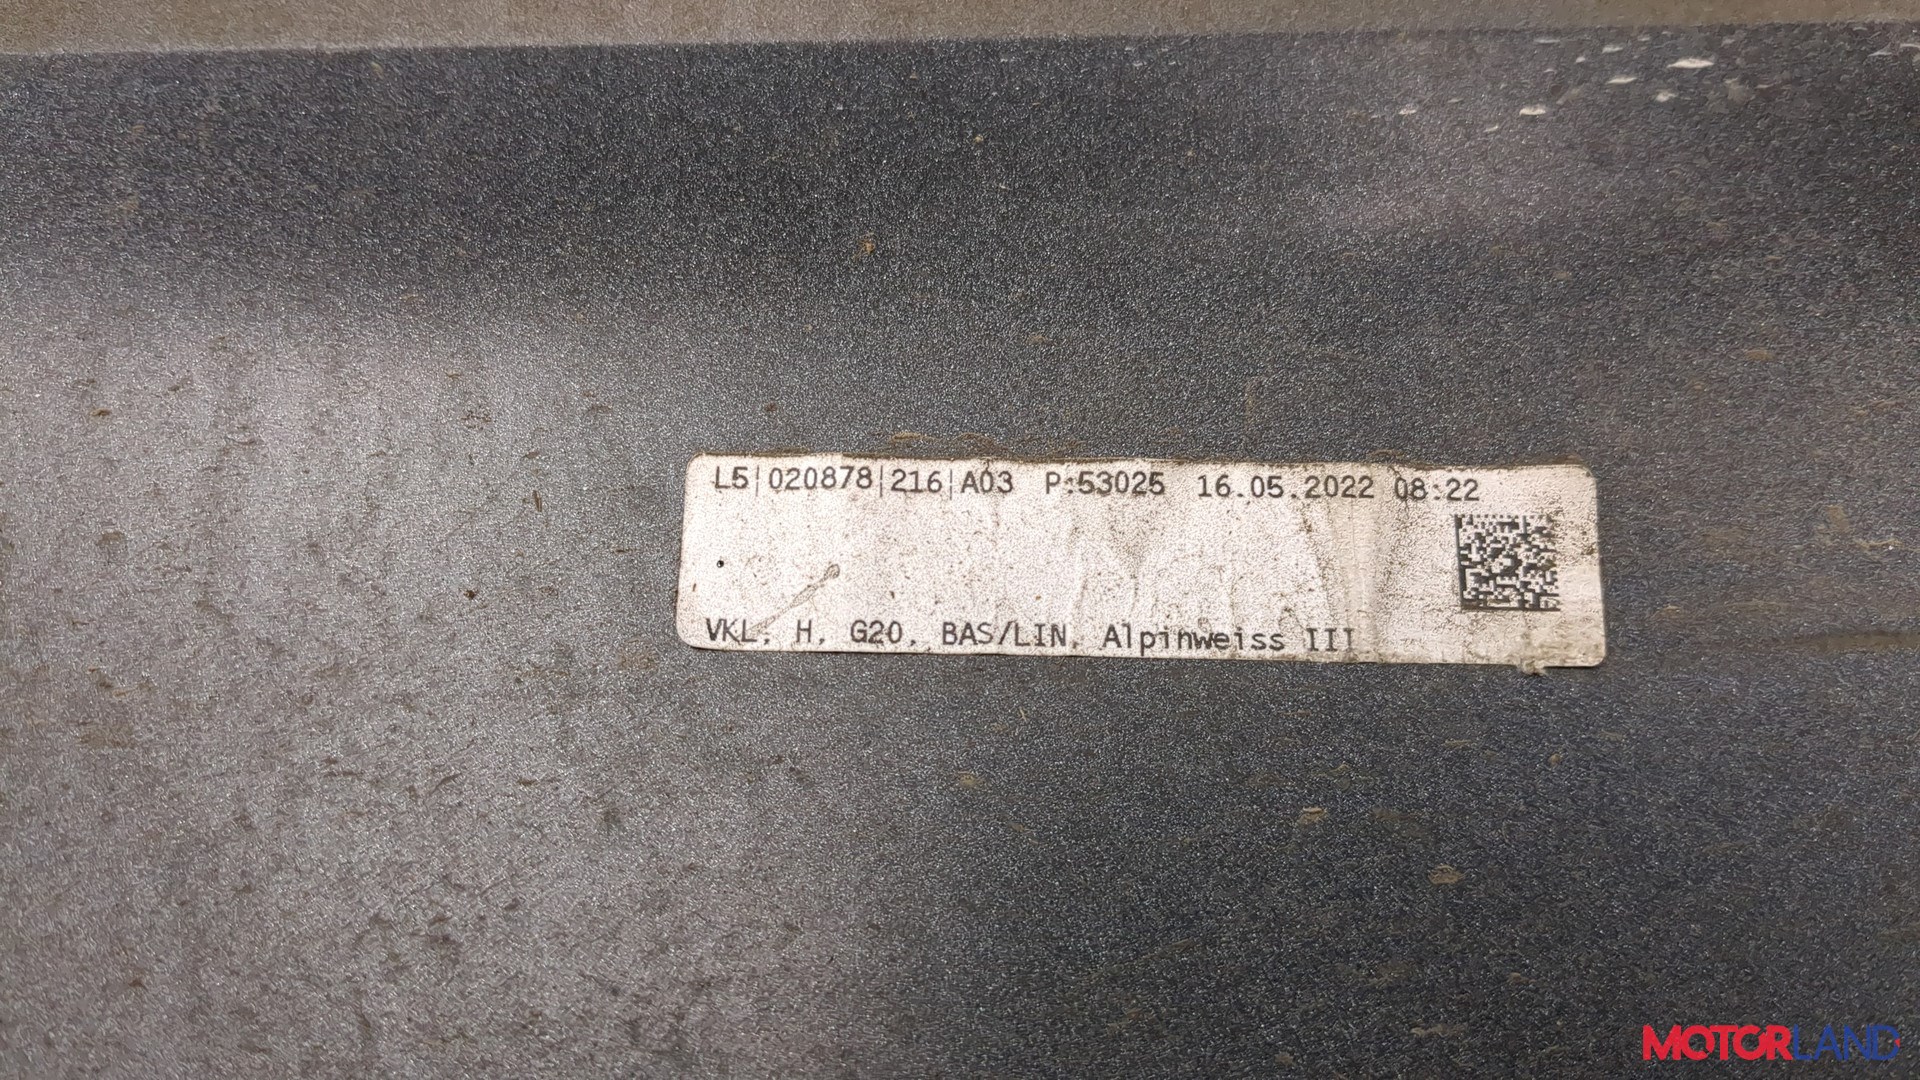 L5|020878|216|A03 P:53025 16.05.2022 08:22
VKL, H, G20, BAS/LIN, Alpinweiss III
MOTORLAND